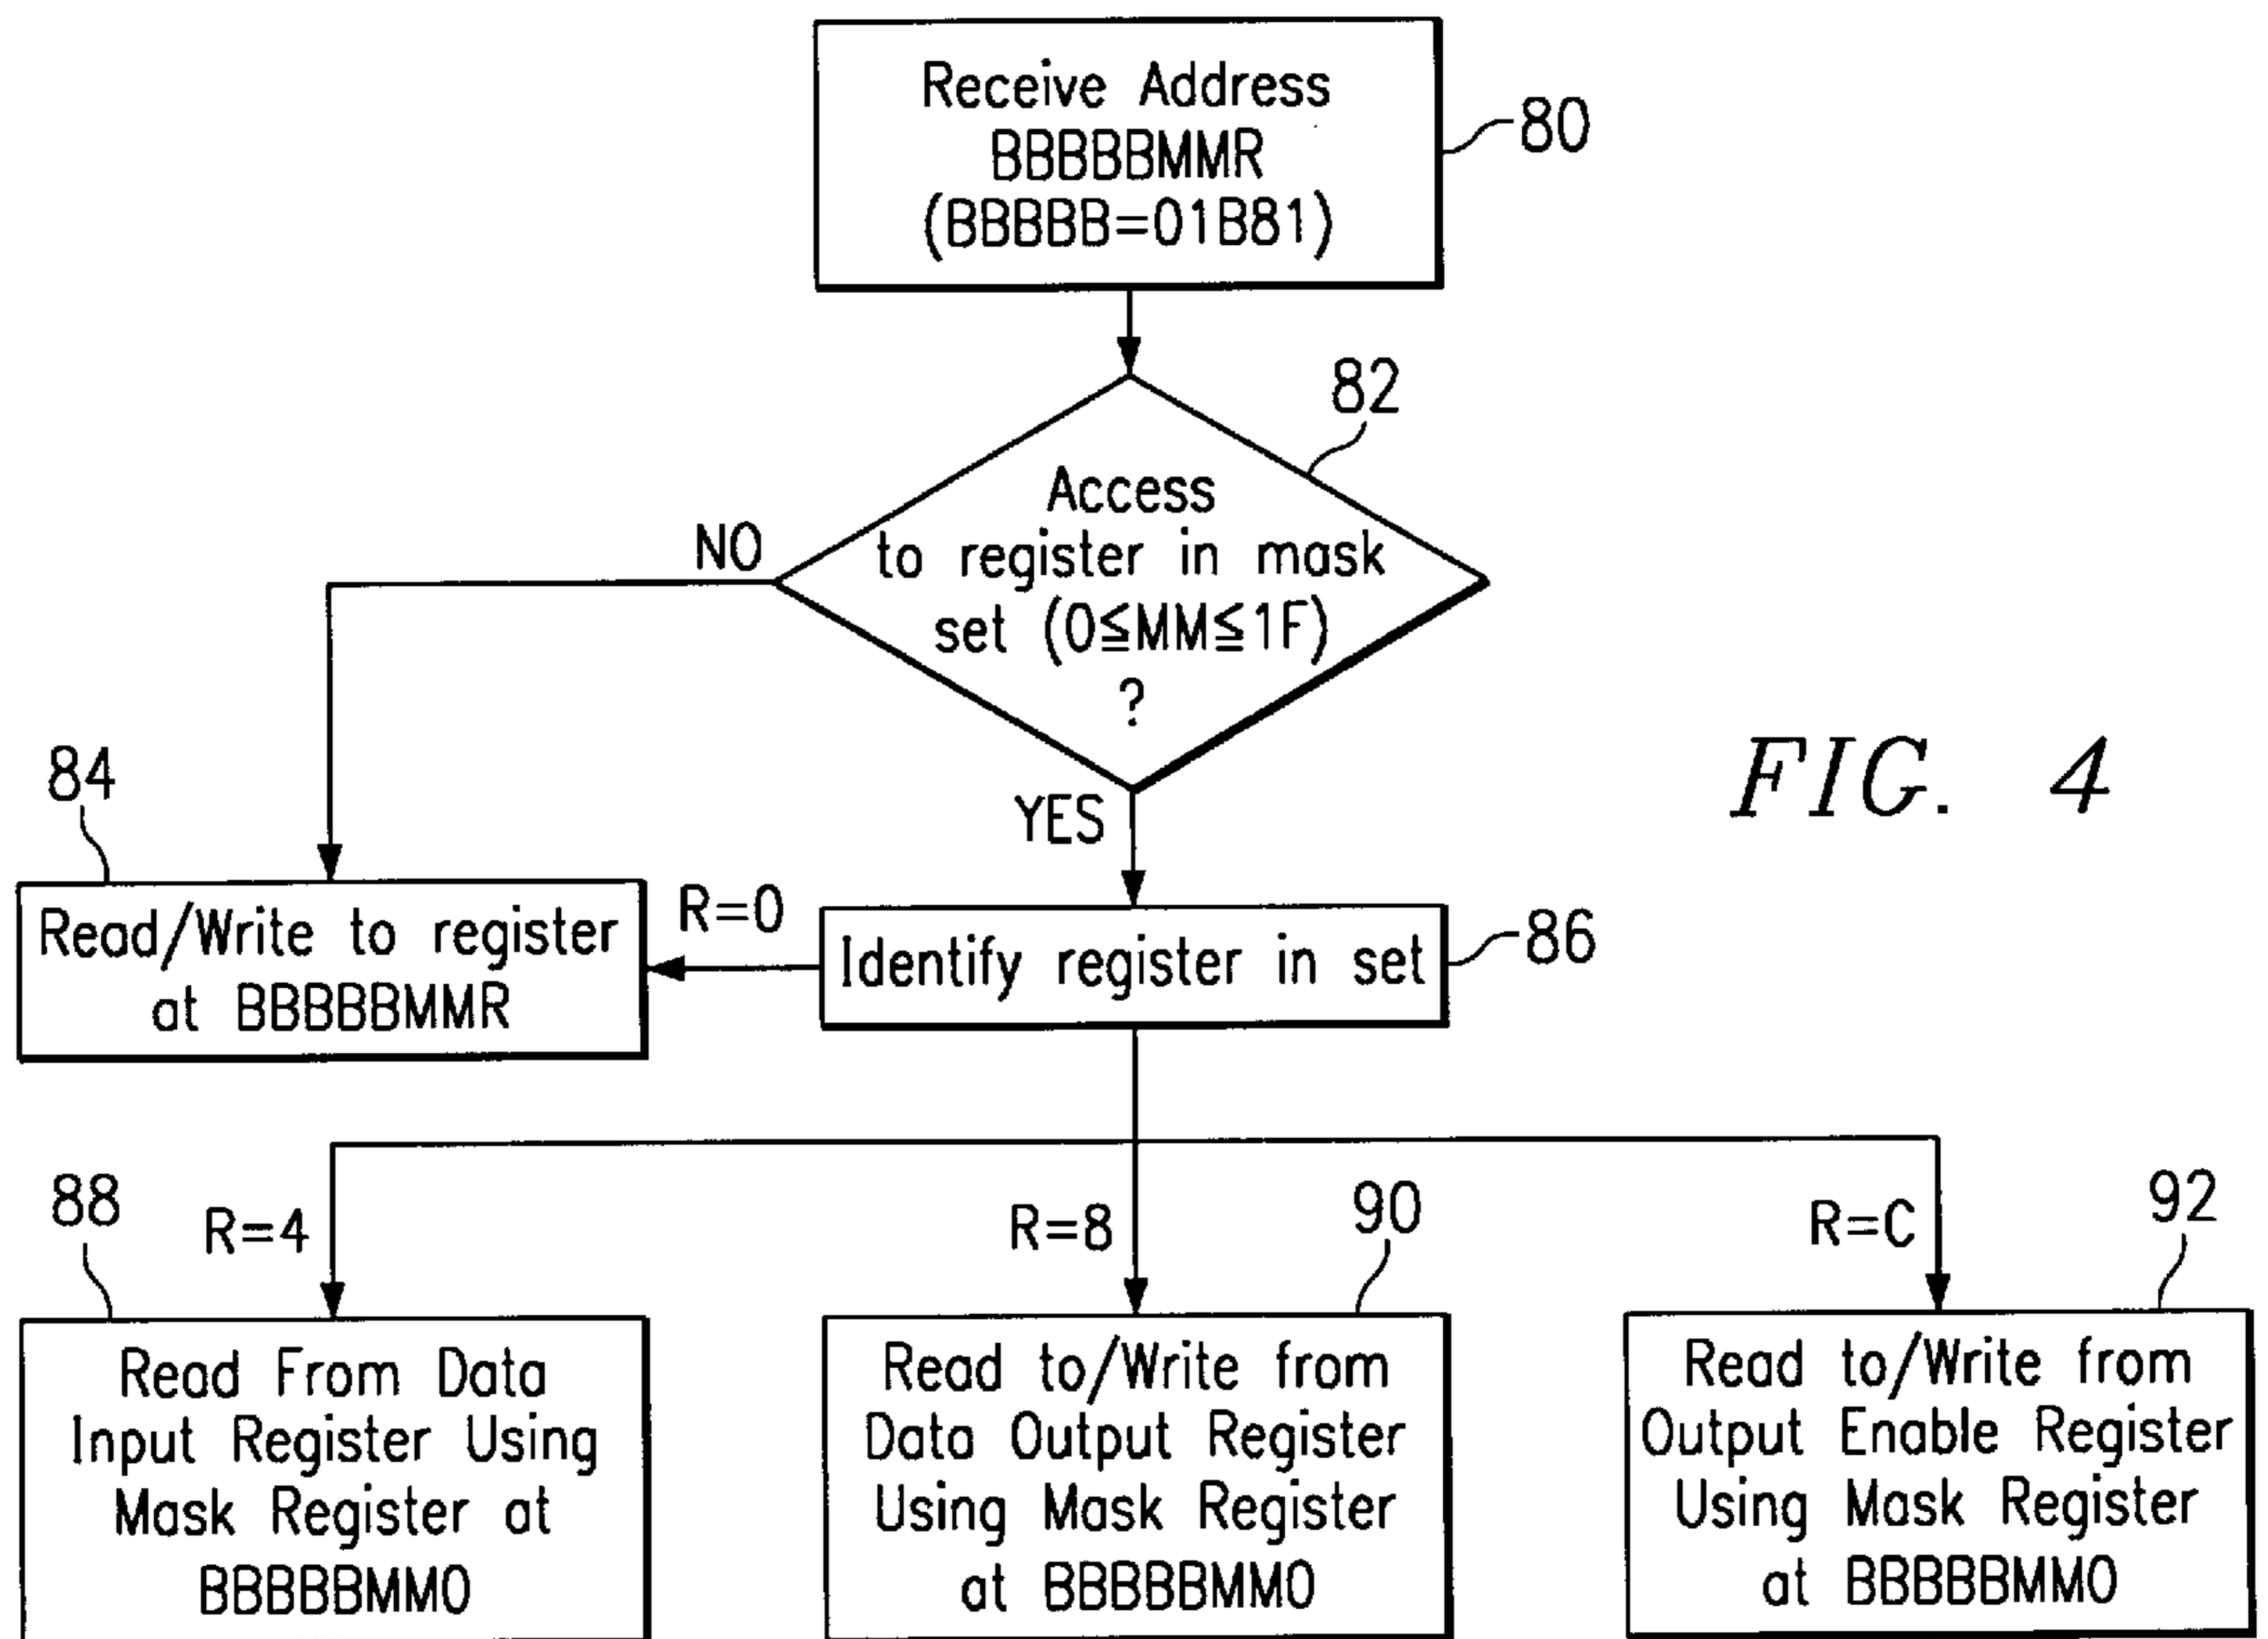 Receive Address
BBBBBMMR
(BBBBB=01B81)
80
82
Access
to register in mask
set (0≦MM≦1F)
?
NO
YES
FIG. 4
84
Read/Write to register
at BBBBBMMR
R=0
Identify register in set
86
88
R=4
R=8
90
R=C
92
Read From Data
Input Register Using
Mask Register at
BBBBBMM0
Read to/Write from
Data Output Register
Using Mask Register
at BBBBBMM0
Read to/Write from
Output Enable Register
Using Mask Register
at BBBBBMM0